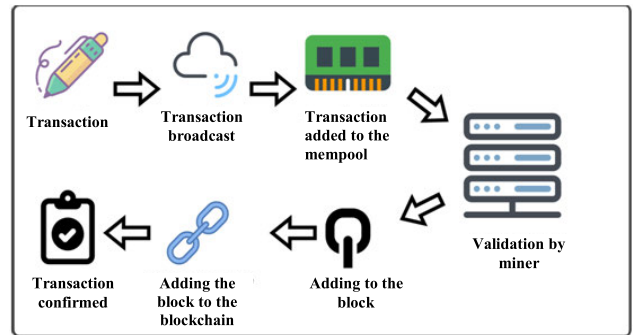 Transaction
Transaction
broadcast
Transaction
added to the
mempool
Validation by
miner
Adding to the
block
Adding the
block to the
blockchain
Transaction
confirmed